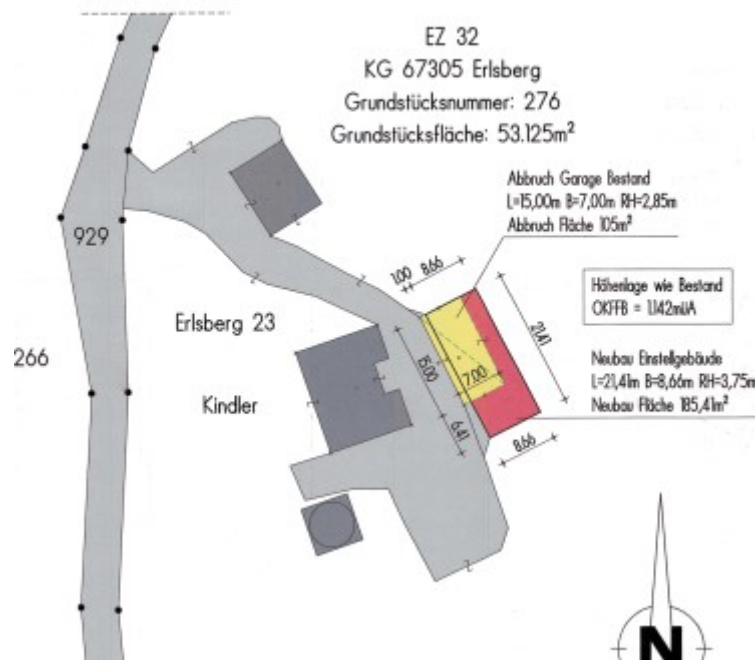 EZ 32
KG 67305 Erlsberg
Grundstücksnummer: 276
Grundstücksfläche: 53.125m²
Abbruch Garage Bestand
L=15,00m B=7,00m RH=2,85m
Abbruch Fläche 105m²
929
1.00 8.66
Höhenlage wie Bestand
OKFFB = 1.142müA
Erlsberg 23
21.41
266
15.00
7.00
Neubau Einstellgebäude
L=21,41m B=8,66m RH=3,75m
Neubau Fläche 185,41m²
Kindler
6.41
8.66
N